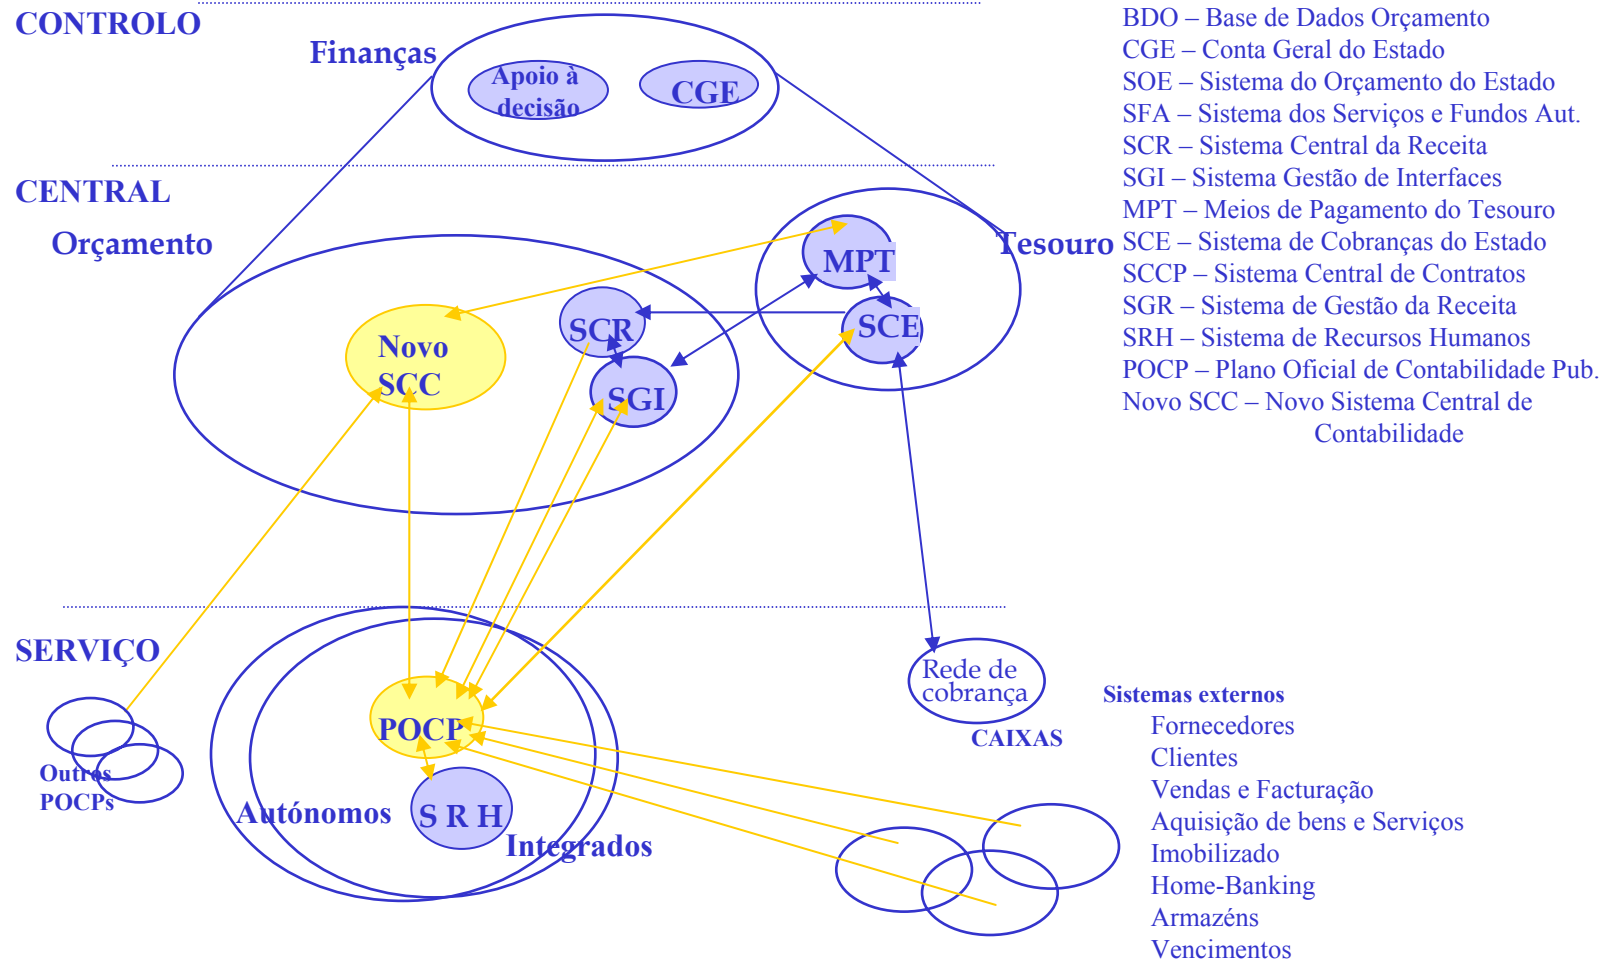 CONTROLO
Finanças
Apoio à
decisão
CGE
CENTRAL
Orçamento
Tesouro
MPT
SCE
SCR
SGI
Novo
SCC
SERVIÇO
Outros
POCPs
POCP
Autónomos
S R H
Integrados
Rede de
cobrança
CAIXAS
BDO – Base de Dados Orçamento
CGE – Conta Geral do Estado
SOE – Sistema do Orçamento do Estado
SFA – Sistema dos Serviços e Fundos Aut.
SCR – Sistema Central da Receita
SGI – Sistema Gestão de Interfaces
MPT – Meios de Pagamento do Tesouro
SCE – Sistema de Cobranças do Estado
SCCP – Sistema Central de Contratos
SGR – Sistema de Gestão da Receita
SRH – Sistema de Recursos Humanos
POCP – Plano Oficial de Contabilidade Pub.
Novo SCC – Novo Sistema Central de
Contabilidade
Sistemas externos
Fornecedores
Clientes
Vendas e Facturação
Aquisição de bens e Serviços
Imobilizado
Home-Banking
Armazéns
Vencimentos